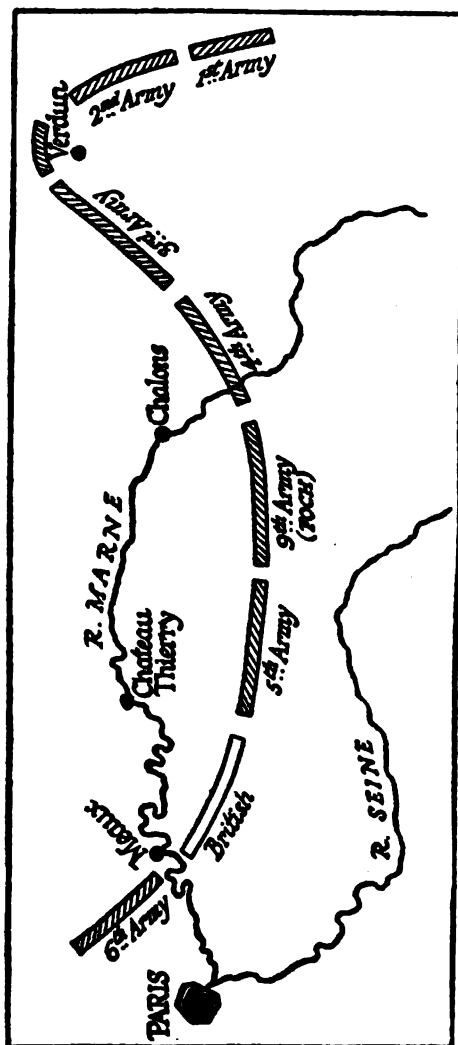 PARIS
6th Army
Meaux
British
Chateau
Thierry
R. MARNE
5th Army
R. SEINE
9th Army
(FOCH)
Chalons
4th Army
3rd Army
Verdun
2nd Army
1st Army